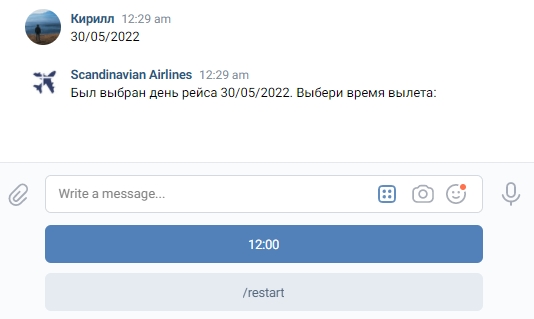 Кирилл 12:29 am
30/05/2022
Scandinavian Airlines 12:29 am
Был выбран день рейса 30/05/2022. Выбери время вылета:
Write a message...
12:00
/restart